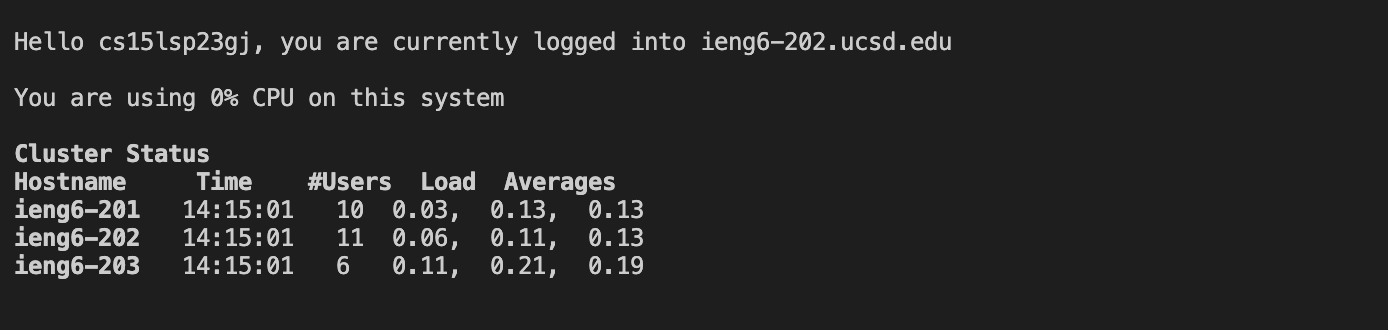 Hello cs15lsp23gj, you are currently logged into ieng6-202.ucsd.edu
You are using 0% CPU on this system
Cluster Status
Hostname     Time    #Users  Load  Averages
ieng6-201   14:15:01   10  0.03,  0.13,  0.13
ieng6-202   14:15:01   11  0.06,  0.11,  0.13
ieng6-203   14:15:01   6   0.11,  0.21,  0.19